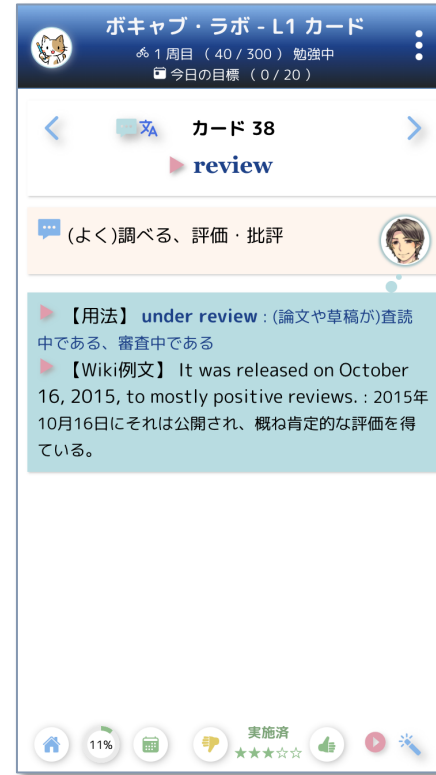 ボキャブ・ラボ - L1 カード
1 周目 ( 40 / 300 ) 勉強中
今日の目標 ( 0 / 20 )
カード 38
review
(よく)調べる、評価・批評
【用法】 under review : (論文や草稿が)査読
中である、審査中である
【Wiki例文】 It was released on October
16, 2015, to mostly positive reviews. : 2015年
10月16日にそれは公開され、概ね肯定的な評価を得
ている。
11%
実施済
★★★☆☆